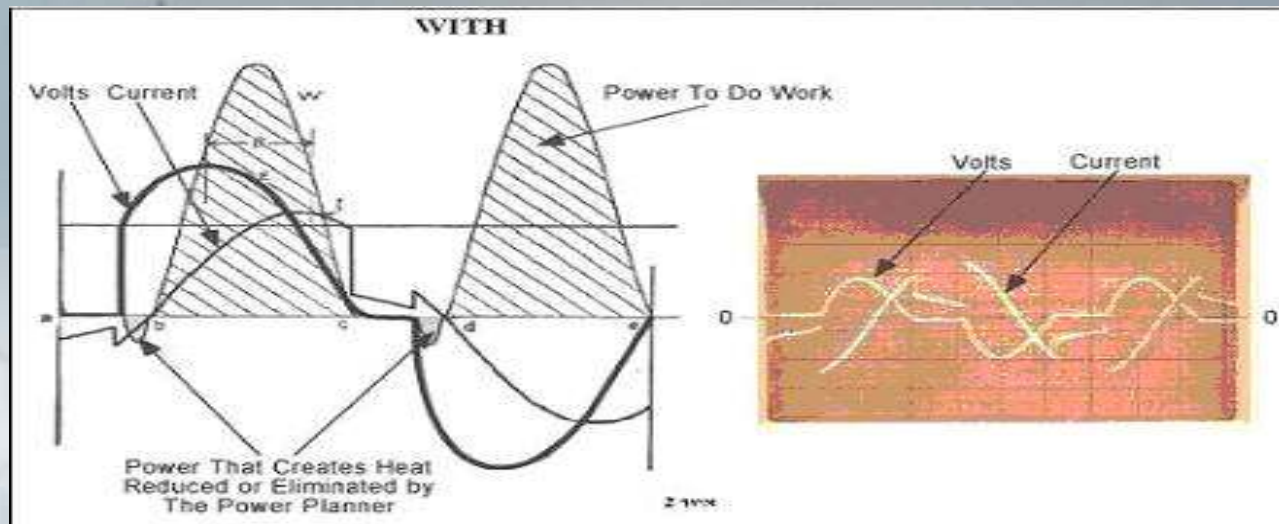 WITH
Volts Current
W
Power To Do Work
Volts
Current
a
b
c
d
e
0
0
Power That Creates Heat
Reduced or Eliminated by
The Power Planner